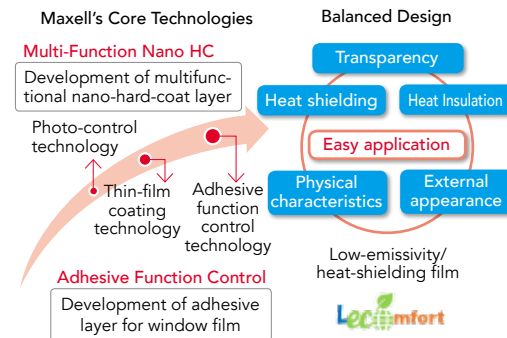 Maxell's Core Technologies
Multi-Function Nano HC
Development of multifunc-
tional nano-hard-coat layer
Photo-control
technology
Thin-film
coating
technology
Adhesive
function
control
technology
Adhesive Function Control
Development of adhesive
layer for window film
Balanced Design
Transparency
Heat shielding
Heat Insulation
Easy application
Physical
characteristics
External
appearance
Low-emissivity/
heat-shielding film
Lecomfort